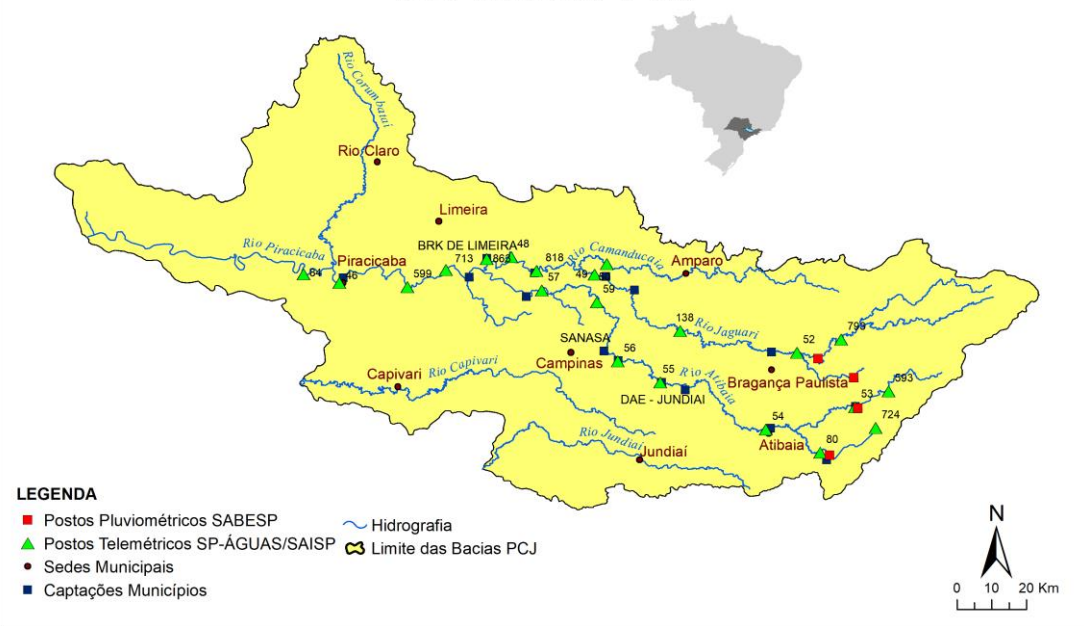 Rio Corumbataí
Rio Claro
Limeira
Rio Piracicaba
Piracicaba
BRK DE LIMEIRA
48
Rio Camanducaia
713
863
818
Amparo
84
46
599
57
49
59
138
Rio Jaguari
52
799
SANASA
56
Campinas
Rio Capivari
Capivari
55
Rio Atibaia
Bragança Paulista
DAE - JUNDIAI
593
53
54
724
Atibaia
80
Rio Jundiaí
Jundiaí
LEGENDA
Postos Pluviométricos SABESP
Postos Telemétricos SP-ÁGUAS/SAISP
Sedes Municipais
Captações Municípios
Hidrografia
Limite das Bacias PCJ
N
0 10 20 Km